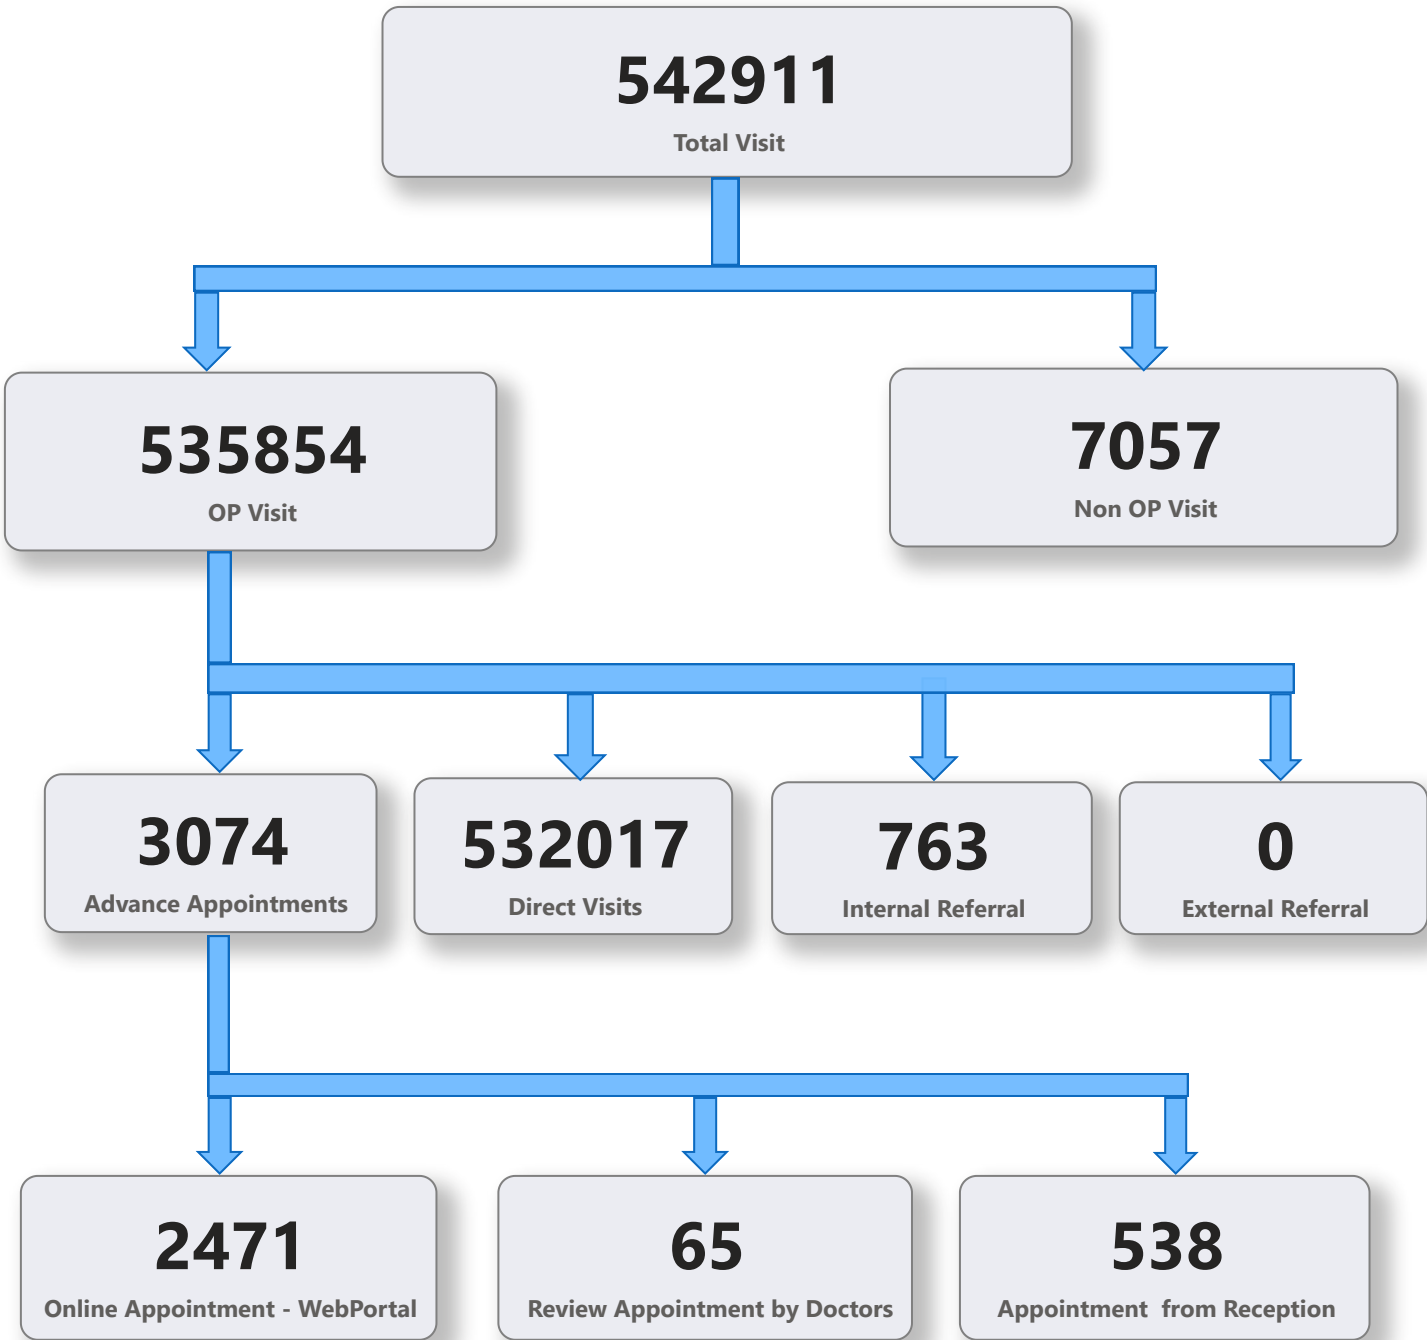 542911
Total Visit
535854
OP Visit
7057
Non OP Visit
3074
Advance Appointments
532017
Direct Visits
763
Internal Referral
0
External Referral
2471
Online Appointment - WebPortal
65
Review Appointment by Doctors
538
Appointment  from Reception